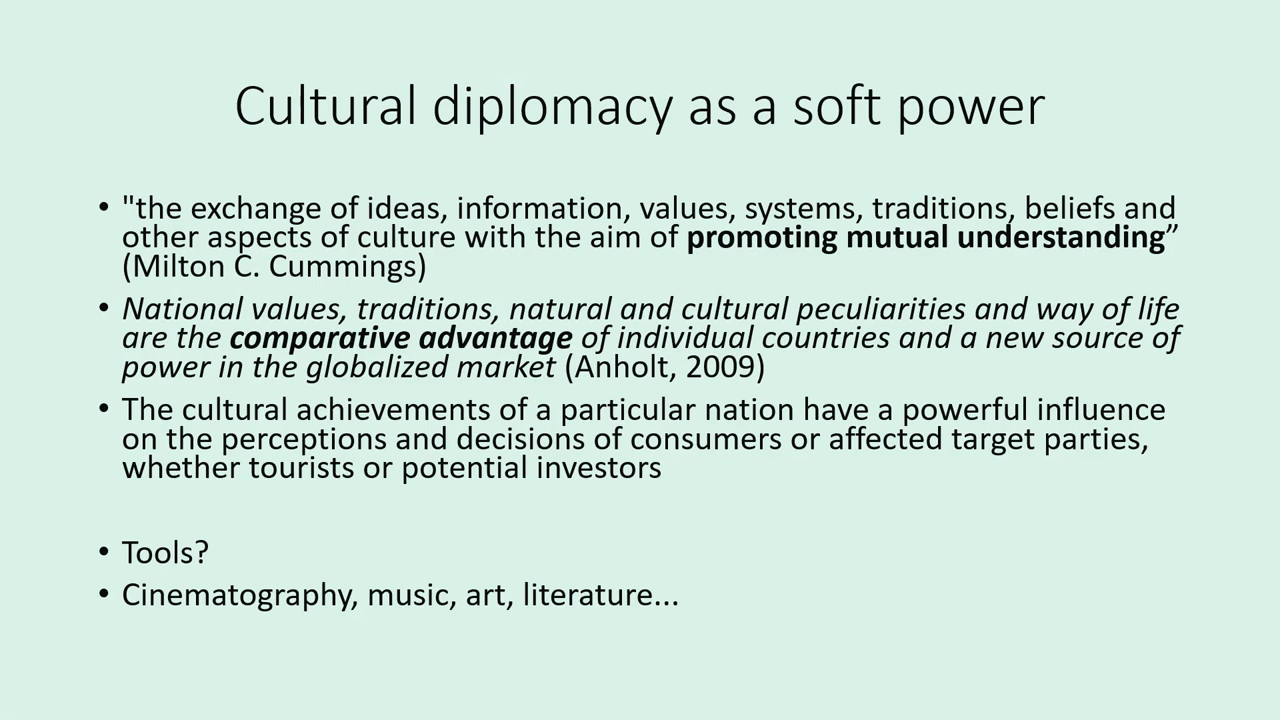 Cultural diplomacy as a soft power
• "the exchange of ideas, information, values, systems, traditions, beliefs and
other aspects of culture with the aim of promoting mutual understanding”
(Milton C. Cummings)
• National values, traditions, natural and cultural peculiarities and way of life
are the comparative advantage of individual countries and a new source of
power in the globalized market (Anholt, 2009)
• The cultural achievements of a particular nation have a powerful influence
on the perceptions and decisions of consumers or affected target parties,
whether tourists or potential investors
• Tools?
• Cinematography, music, art, literature...